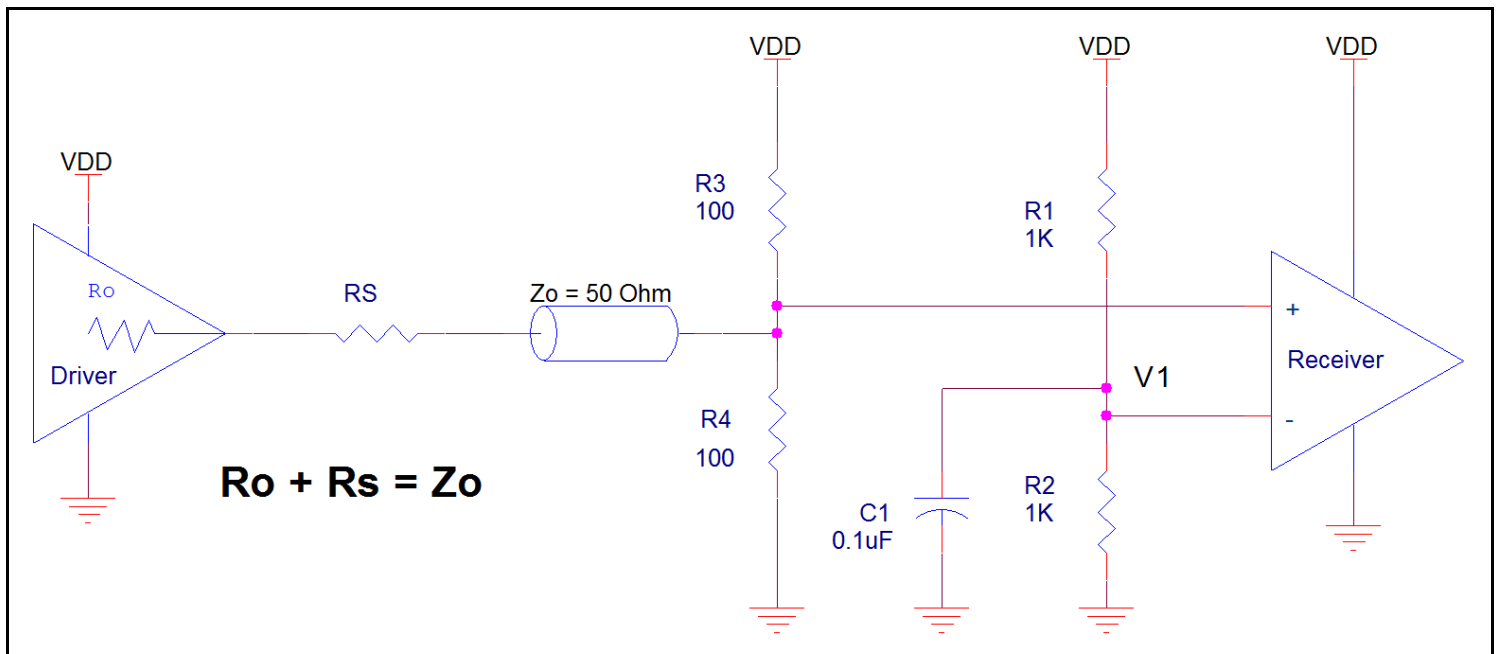 VDD
VDD
VDD
VDD
R3
100
R1
1K
Ro
RS
Zo = 50 Ohm
+
Driver
Receiver
V1
-
R4
100
Ro + Rs = Zo
R2
1K
C1
0.1uF